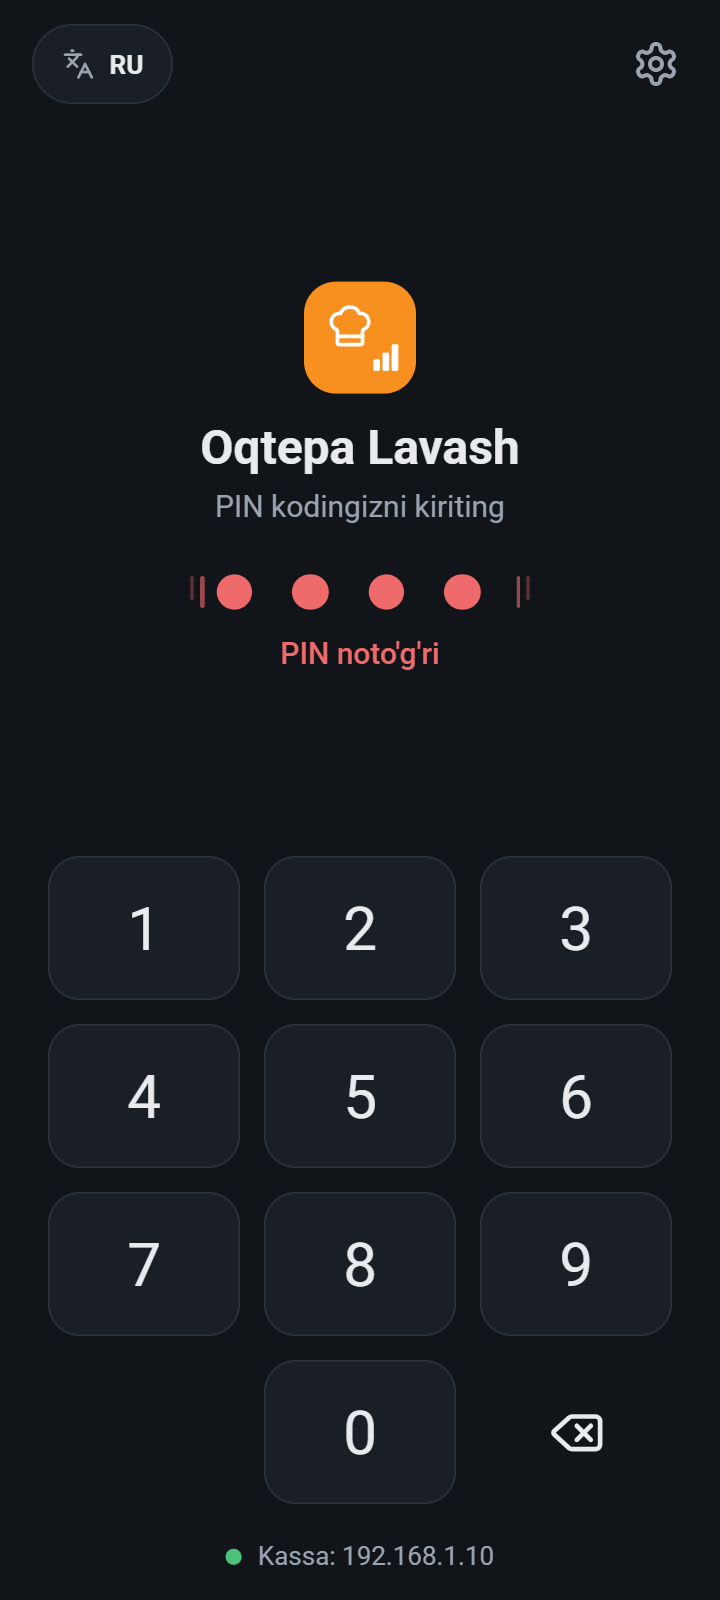 RU
Oqtepa Lavash
PIN kodingizni kiriting
PIN noto'g'ri
1 2 3
4 5 6
7 8 9
0
Kassa: 192.168.1.10